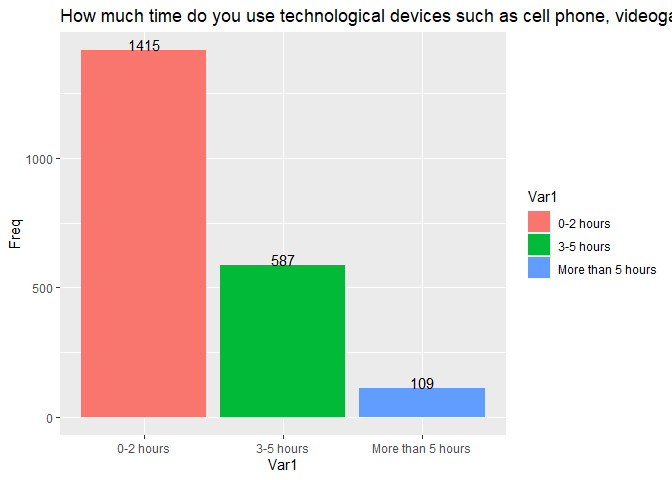 How much time do you use technological devices such as cell phone, videoga
1415
587
109
1000
500
0
Freq
0-2 hours
3-5 hours
More than 5 hours
Var1
Var1
0-2 hours
3-5 hours
More than 5 hours